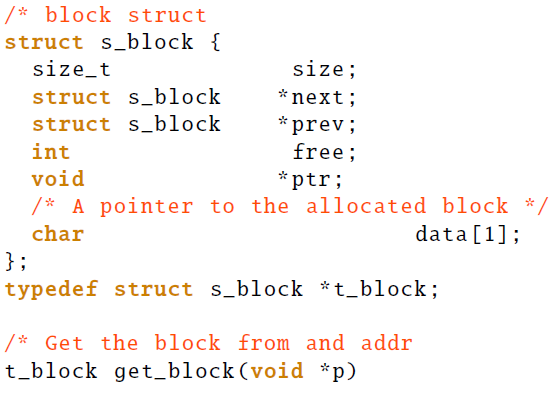 /* block struct
struct s_block {
size_t size;
struct s_block *next;
struct s_block *prev;
int free;
void *ptr;
/* A pointer to the allocated block */
char data[1];
};
typedef struct s_block *t_block;
/* Get the block from and addr
t_block get_block(void *p)